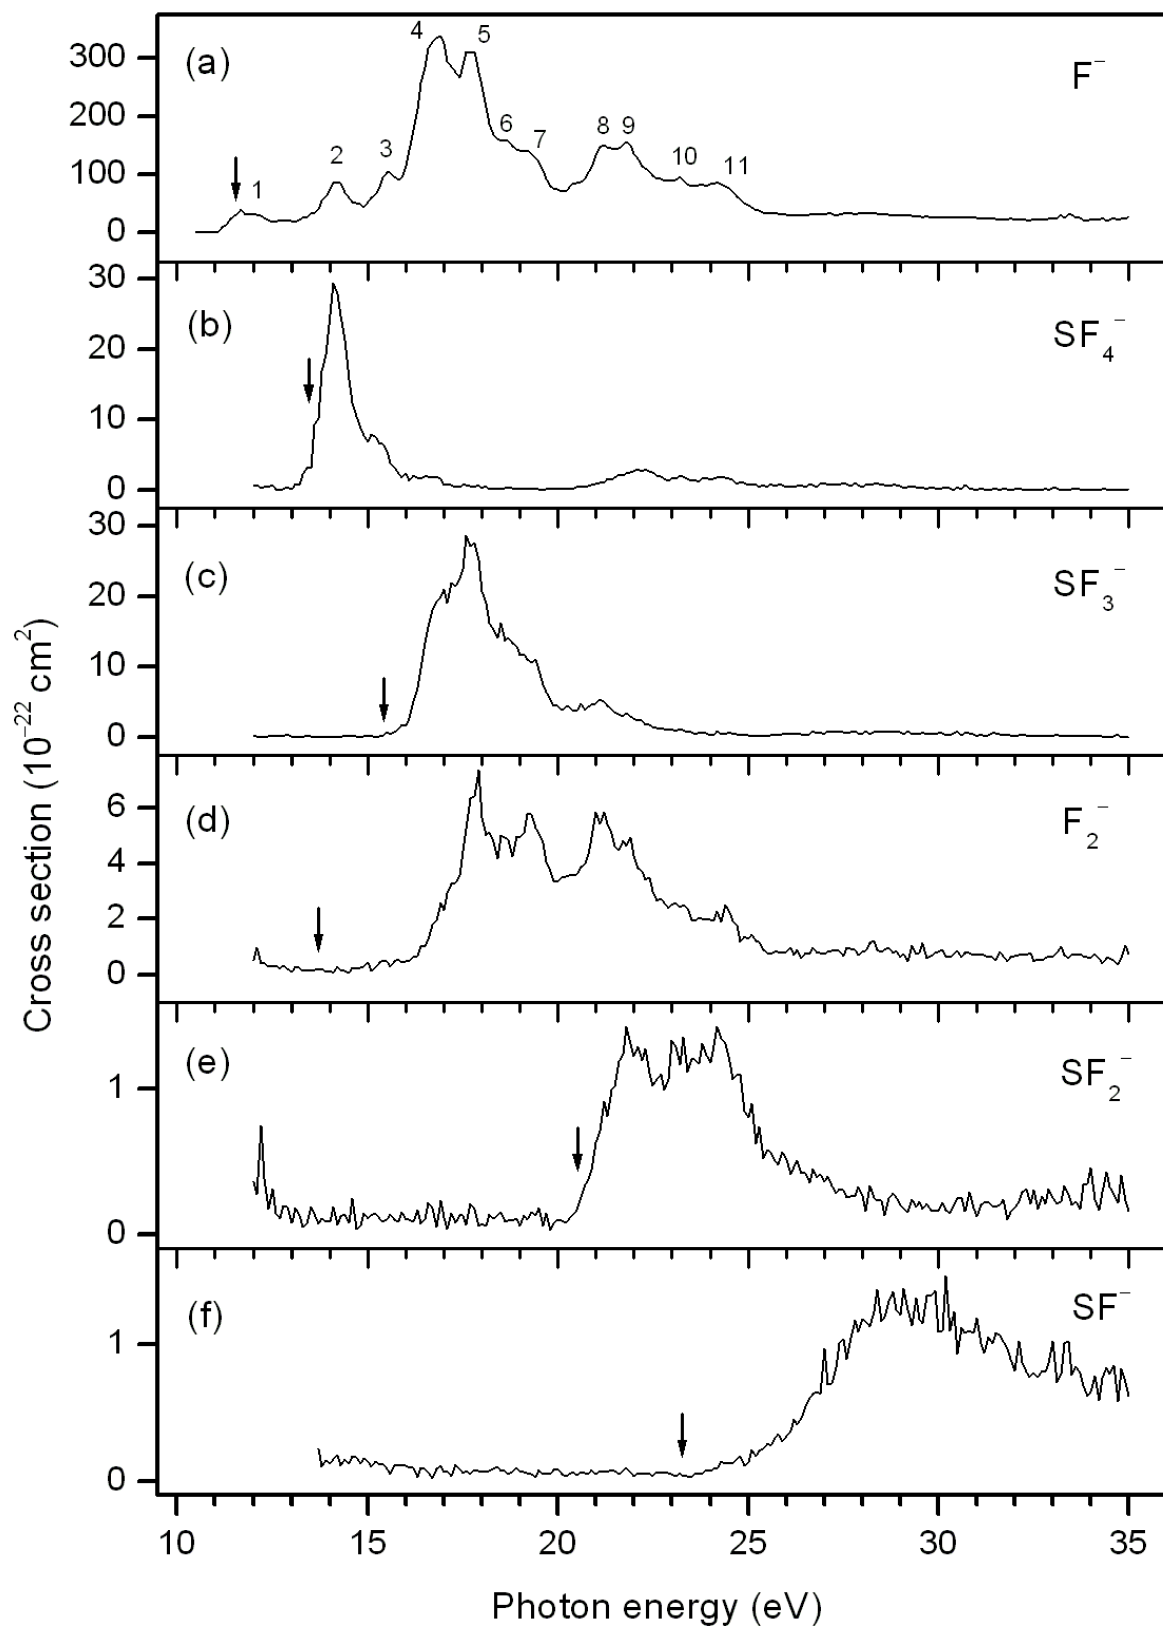 (a)
F⁻
300
200
100
0
1
2
3
4
5
6
7
8
9
10
11
(b)
SF₄⁻
30
20
10
0
(c)
SF₃⁻
30
20
10
0
(d)
F₂⁻
6
4
2
0
(e)
SF₂⁻
1
0
(f)
SF⁻
1
0
Cross section (10⁻²² cm²)
10 15 20 25 30 35
Photon energy (eV)